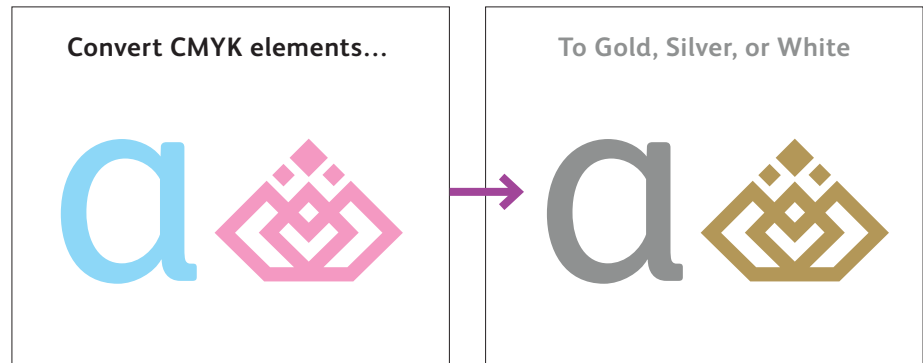 Convert CMYK elements…
To Gold, Silver, or White
a
a